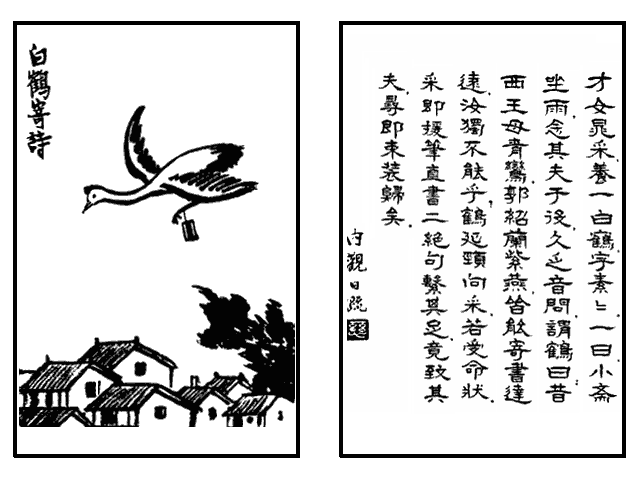 白鶴寄詩
才女晁采養一白鶴,字素〻,一日小斋
坐雨,念其夫于役,久乏音問,謂鶴曰:昔
西王母青鸞,郭紹蘭紫燕,皆能寄書達
遠,汝獨不能乎,鶴延頸向采,若受命狀.
采即援筆直書二絕句,繫其足,竟致其
夫,尋即束裝歸矣.
內觀日疏